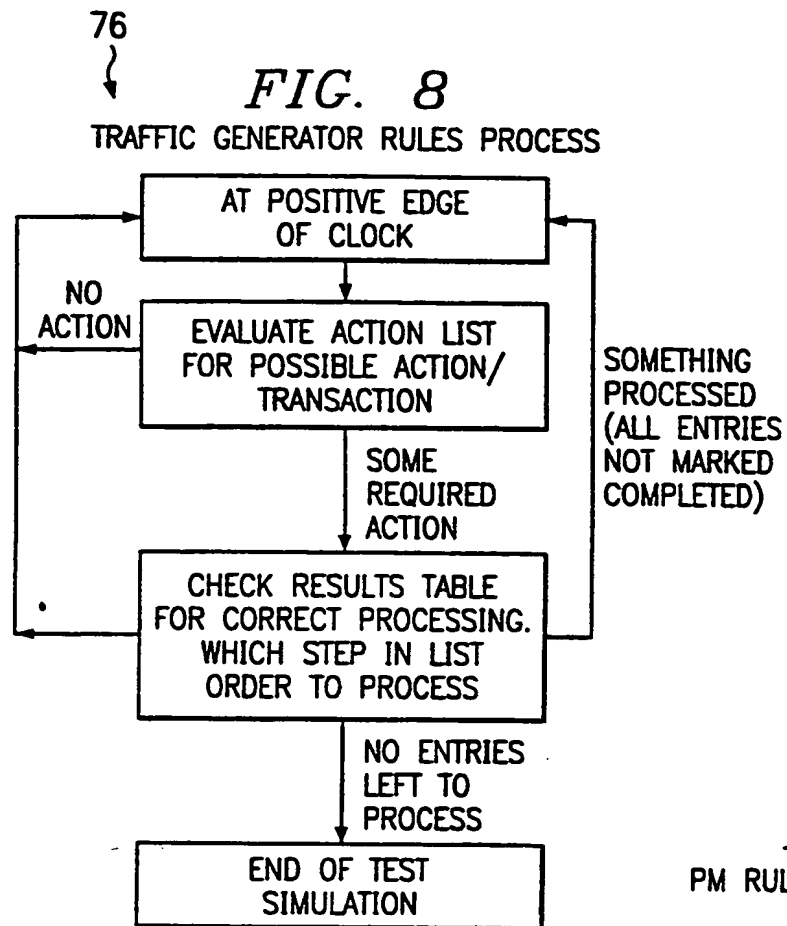 76
FIG. 8
TRAFFIC GENERATOR RULES PROCESS
AT POSITIVE EDGE
OF CLOCK
NO
ACTION
EVALUATE ACTION LIST
FOR POSSIBLE ACTION/
TRANSACTION
SOMETHING
PROCESSED
(ALL ENTRIES
NOT MARKED
COMPLETED)
SOME
REQUIRED
ACTION
CHECK RESULTS TABLE
FOR CORRECT PROCESSING.
WHICH STEP IN LIST
ORDER TO PROCESS
NO ENTRIES
LEFT TO
PROCESS
END OF TEST
SIMULATION
PM RUL